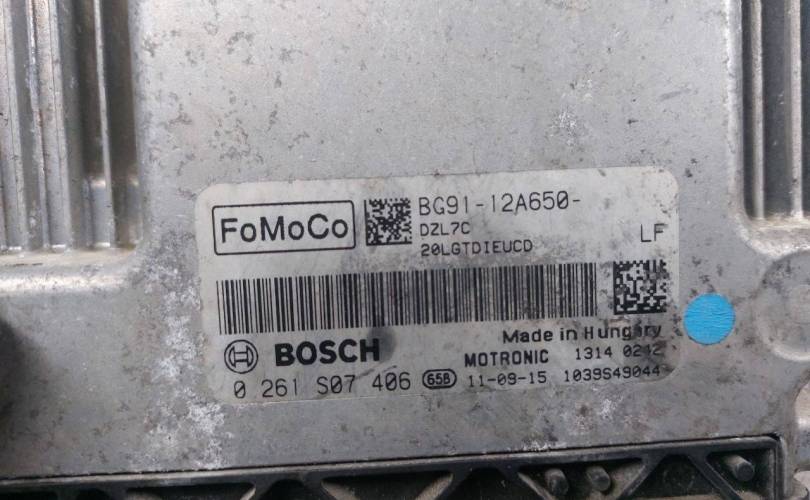 FoMoCo BG91-12A650-
DZL7C
20LGTDIEUCD LF
Made in Hungary
BOSCH MOTRONIC 1314 0242
0 261 S07 406 658 11-09-15 1039S49044